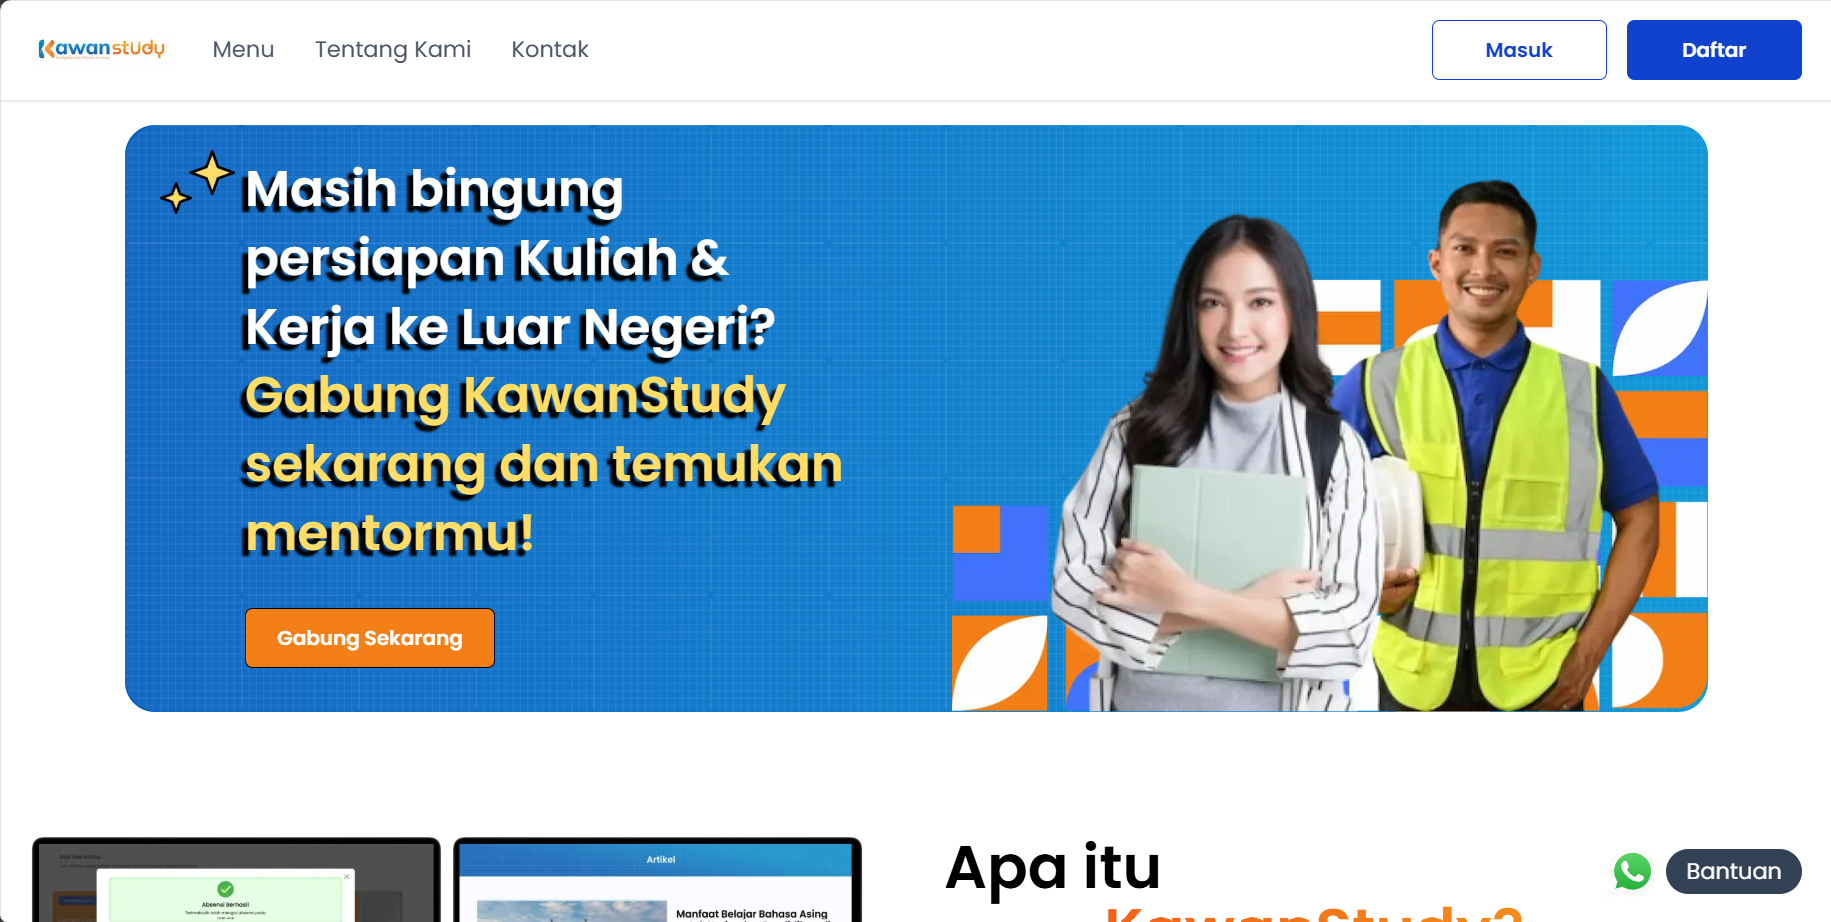 Kawanstudy
Menu
Tentang Kami
Kontak
Masuk
Daftar
Masih bingung
persiapan Kuliah &
Kerja ke Luar Negeri?
Gabung KawanStudy
sekarang dan temukan
mentormu!
Gabung Sekarang
Absensi Berhasil
Artikel
Manfaat Belajar Bahasa Asing
Apa itu
KawanStudy?
Bantuan